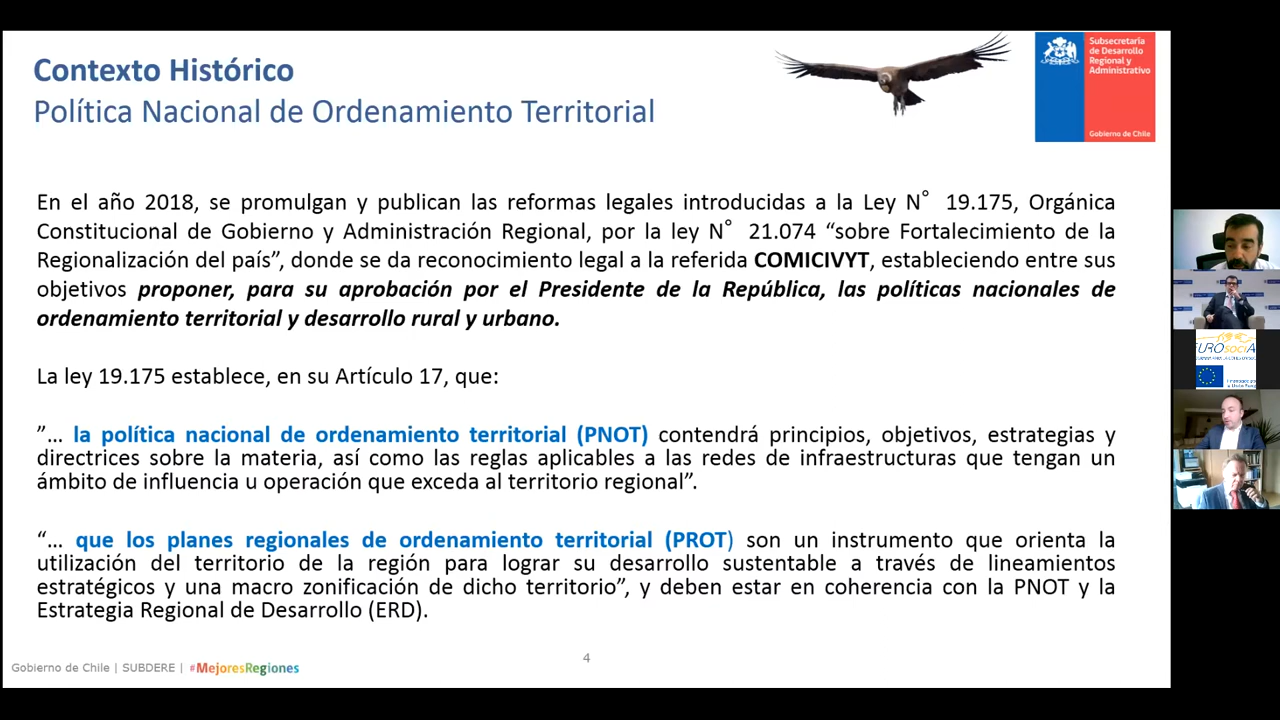 Contexto Histórico
Política Nacional de Ordenamiento Territorial
Subsecretaría
de Desarrollo
Regional y
Administrativo
Gobierno de Chile
En el año 2018, se promulgan y publican las reformas legales introducidas a la Ley N° 19.175, Orgánica
Constitucional de Gobierno y Administración Regional, por la ley N° 21.074 “sobre Fortalecimiento de la
Regionalización del país”, donde se da reconocimiento legal a la referida COMICIVYT, estableciendo entre sus
objetivos proponer, para su aprobación por el Presidente de la República, las políticas nacionales de
ordenamiento territorial y desarrollo rural y urbano.
La ley 19.175 establece, en su Artículo 17, que:
”… la política nacional de ordenamiento territorial (PNOT) contendrá principios, objetivos, estrategias y
directrices sobre la materia, así como las reglas aplicables a las redes de infraestructuras que tengan un
ámbito de influencia u operación que exceda al territorio regional”.
“… que los planes regionales de ordenamiento territorial (PROT) son un instrumento que orienta la
utilización del territorio de la región para lograr su desarrollo sustentable a través de lineamientos
estratégicos y una macro zonificación de dicho territorio”, y deben estar en coherencia con la PNOT y la
Estrategia Regional de Desarrollo (ERD).
4
Gobierno de Chile | SUBDERE | #MejoresRegiones
EUROsociA